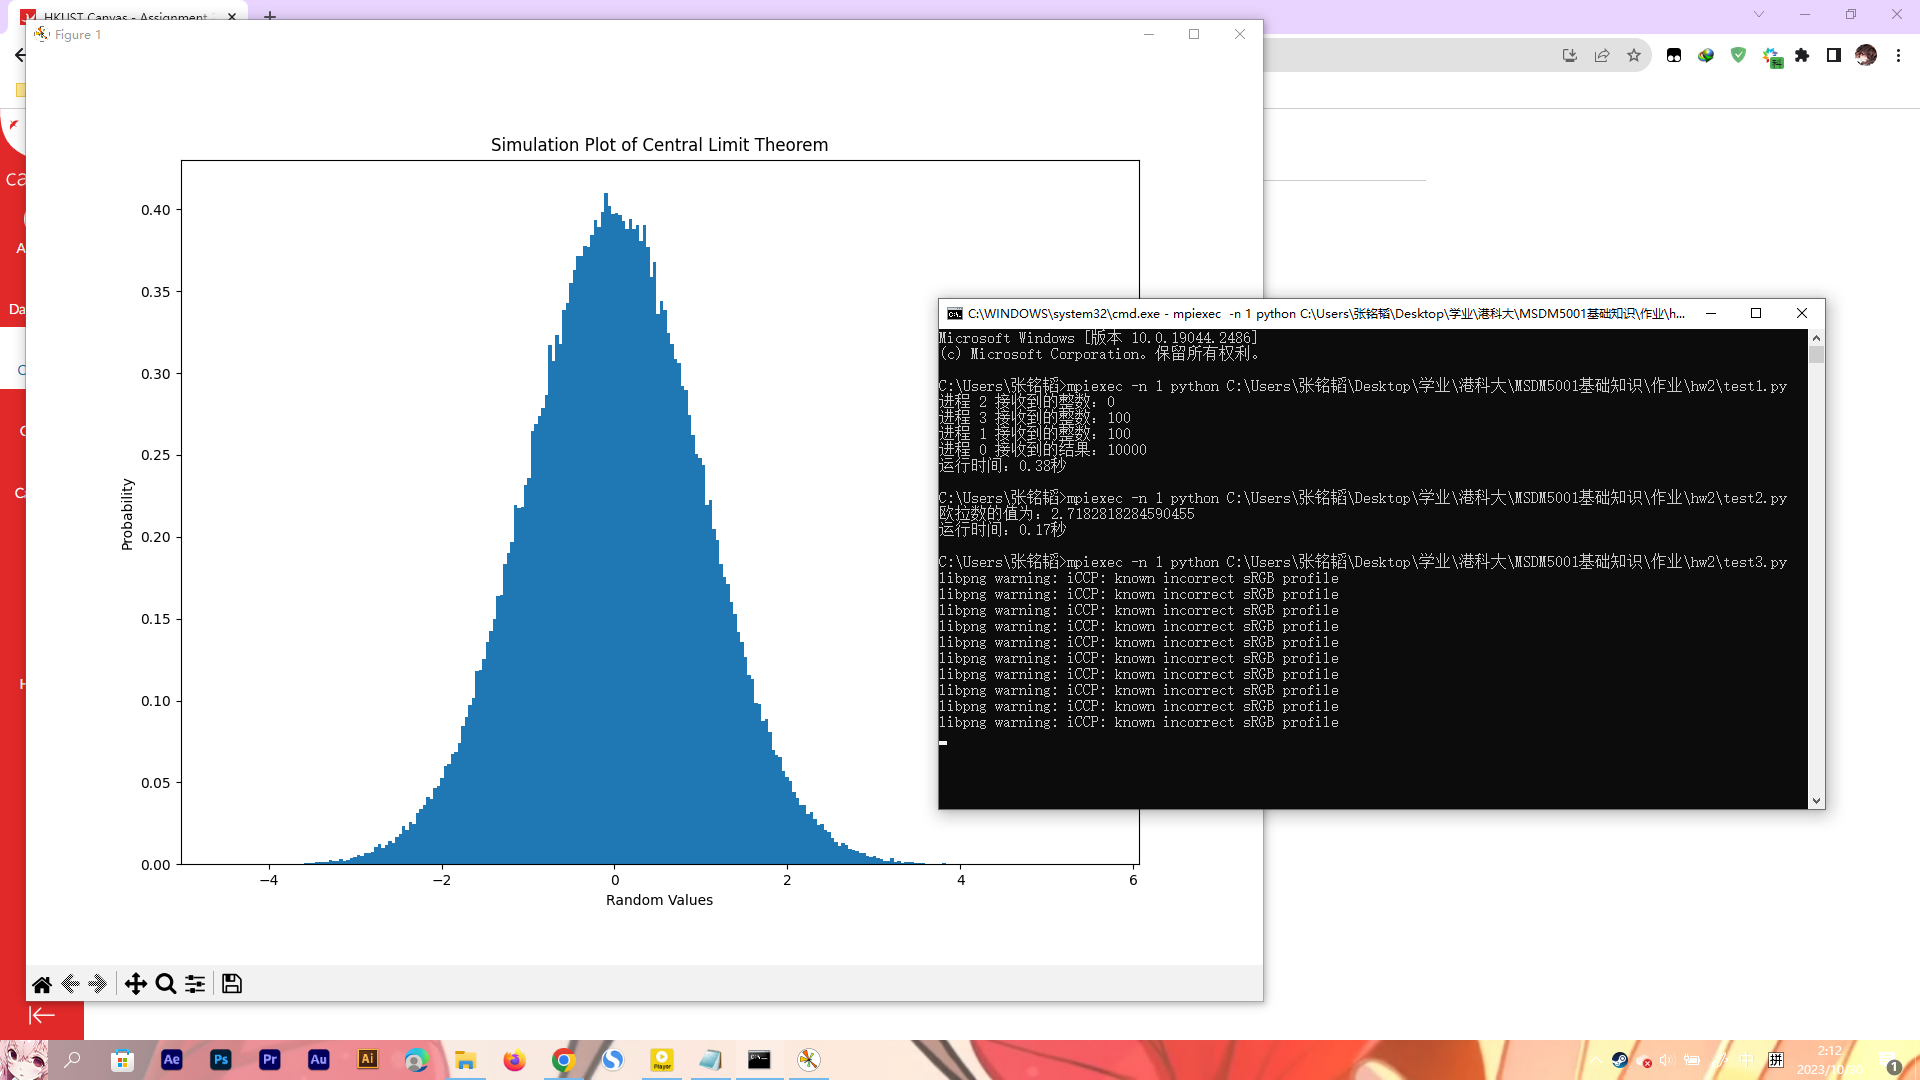 HKUST Canvas - Assignment
Figure 1
Simulation Plot of Central Limit Theorem
0.40
0.35
0.30
0.25
0.20
0.15
0.10
0.05
0.00
Probability
−4
−2
0
2
4
6
Random Values
C:\WINDOWS\system32\cmd.exe - mpiexec -n 1 python C:\Users\张铭韬\Desktop\学业\港科大\MSDM5001基础知识\作业\h...
Microsoft Windows [版本 10.0.19044.2486]
(c) Microsoft Corporation。保留所有权利。
C:\Users\张铭韬>mpiexec -n 1 python C:\Users\张铭韬\Desktop\学业\港科大\MSDM5001基础知识\作业\hw2\test1.py
进程 2 接收到的整数：0
进程 3 接收到的整数：100
进程 1 接收到的整数：100
进程 0 接收到的结果：10000
运行时间：0.38秒
C:\Users\张铭韬>mpiexec -n 1 python C:\Users\张铭韬\Desktop\学业\港科大\MSDM5001基础知识\作业\hw2\test2.py
欧拉数的值为：2.7182818284590455
运行时间：0.17秒
C:\Users\张铭韬>mpiexec -n 1 python C:\Users\张铭韬\Desktop\学业\港科大\MSDM5001基础知识\作业\hw2\test3.py
libpng warning: iCCP: known incorrect sRGB profile
libpng warning: iCCP: known incorrect sRGB profile
libpng warning: iCCP: known incorrect sRGB profile
libpng warning: iCCP: known incorrect sRGB profile
libpng warning: iCCP: known incorrect sRGB profile
libpng warning: iCCP: known incorrect sRGB profile
libpng warning: iCCP: known incorrect sRGB profile
libpng warning: iCCP: known incorrect sRGB profile
libpng warning: iCCP: known incorrect sRGB profile
libpng warning: iCCP: known incorrect sRGB profile
Ae
Ps
Pr
Au
Ai
Player
中
拼
2:12
1